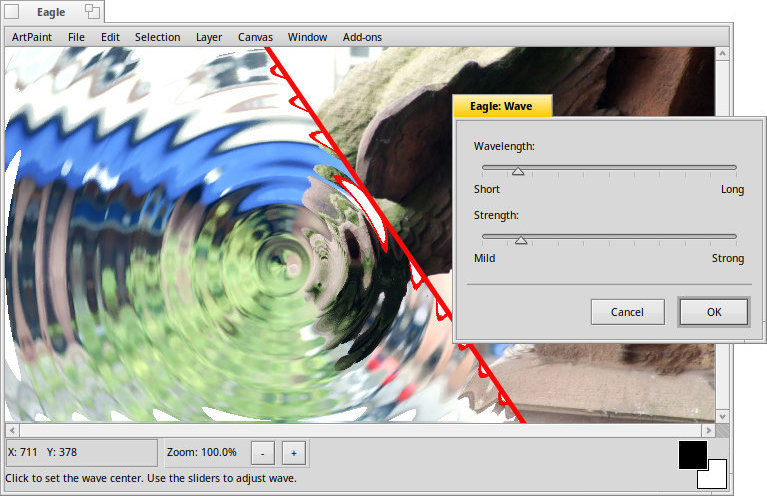 Eagle
ArtPaint File Edit Selection Layer Canvas Window Add-ons
Eagle: Wave
Wavelength:
Short Long
Strength:
Mild Strong
Cancel OK
X: 711 Y: 378 Zoom: 100.0% - +
Click to set the wave center. Use the sliders to adjust wave.